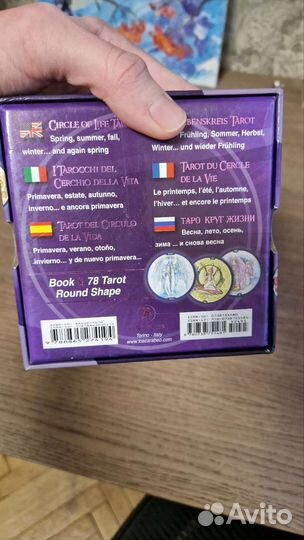 CIRCLE OF LIFE TA
Spring, summer, fall,
winter... and again spring
I TAROCCHI DEL
CERCHIO DELLA VITA
Primavera, estate, autunno,
inverno... e ancora primavera
TAROT DEL CIRCULO DE
LA VIDA
Primavera, verano, otoño,
...invierno... y de nuevo primavera...
BENSKREIS TAROT
Frühling, Sommer, Herbst,
Winter... und wieder Frühling
TAROT DU CERCLE DE
LA VIE
Le printemps, l'été, l'automne,
l'hiver... et encore le printemps
ТАРО КРУГ ЖИЗНИ
Весна, лето, осень,
зима ... и снова весна
Book & 78 Tarot
Round Shape
Torino - Italy
www.loscarabeo.com
Avito